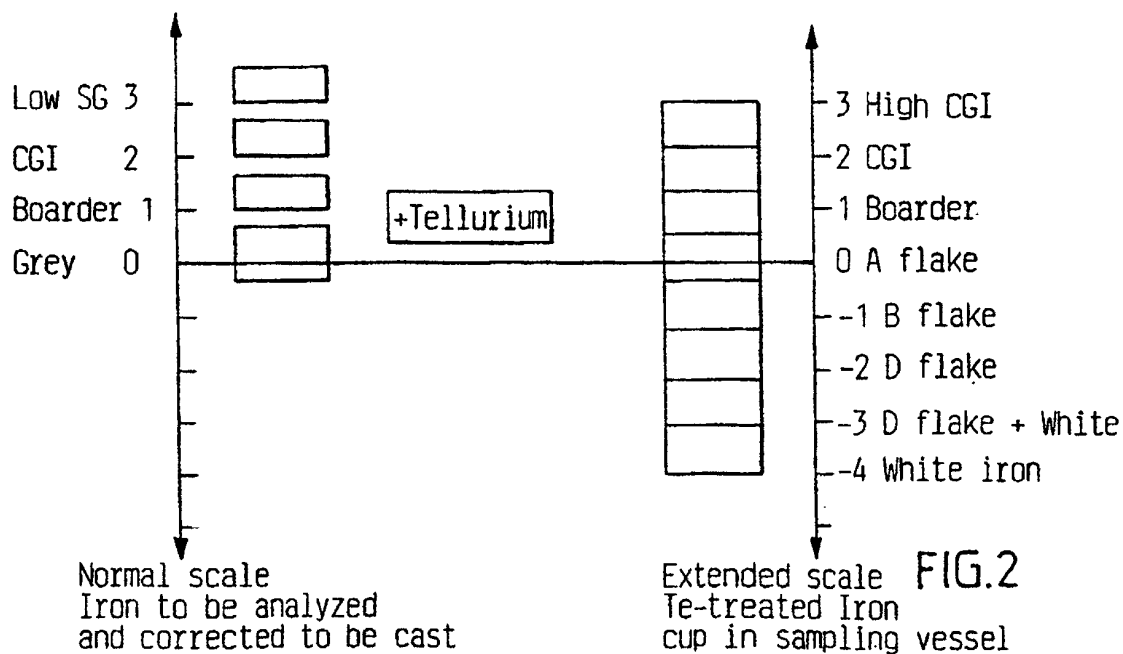 Low SG 3
CGI 2
Boarder 1
Grey 0
+Tellurium
3 High CGI
2 CGI
1 Boarder
0 A flake
-1 B flake
-2 D flake
-3 D flake + White
-4 White iron
Normal scale
Iron to be analyzed
and corrected to be cast
Extended scale
Te-treated Iron
cup in sampling vessel
FIG.2